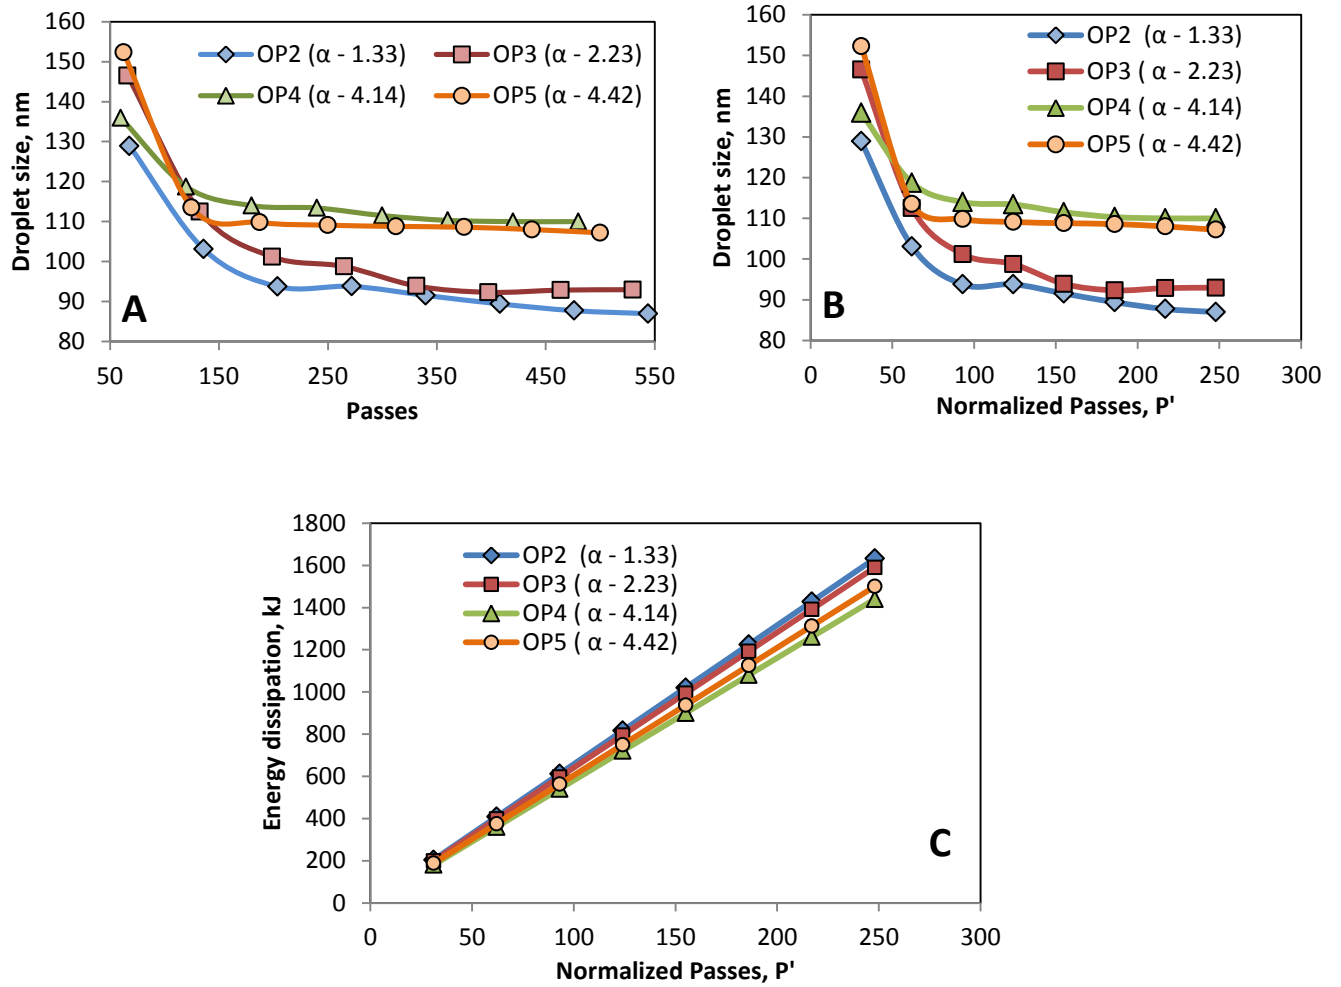 160
150
140
130
120
110
100
90
80
Droplet size, nm
OP2 (α - 1.33)
OP3 (α - 2.23)
OP4 (α - 4.14)
OP5 (α - 4.42)
A
50 150 250 350 450 550
Passes
160
150
140
130
120
110
100
90
80
Droplet size, nm
OP2 (α - 1.33)
OP3 ( α - 2.23)
OP4 ( α - 4.14)
OP5 ( α - 4.42)
B
0 50 100 150 200 250 300
Normalized Passes, P'
1800
1600
1400
1200
1000
800
600
400
200
0
Energy dissipation, kJ
OP2 (α - 1.33)
OP3 ( α - 2.23)
OP4 ( α - 4.14)
OP5 ( α - 4.42)
C
0 50 100 150 200 250 300
Normalized Passes, P'